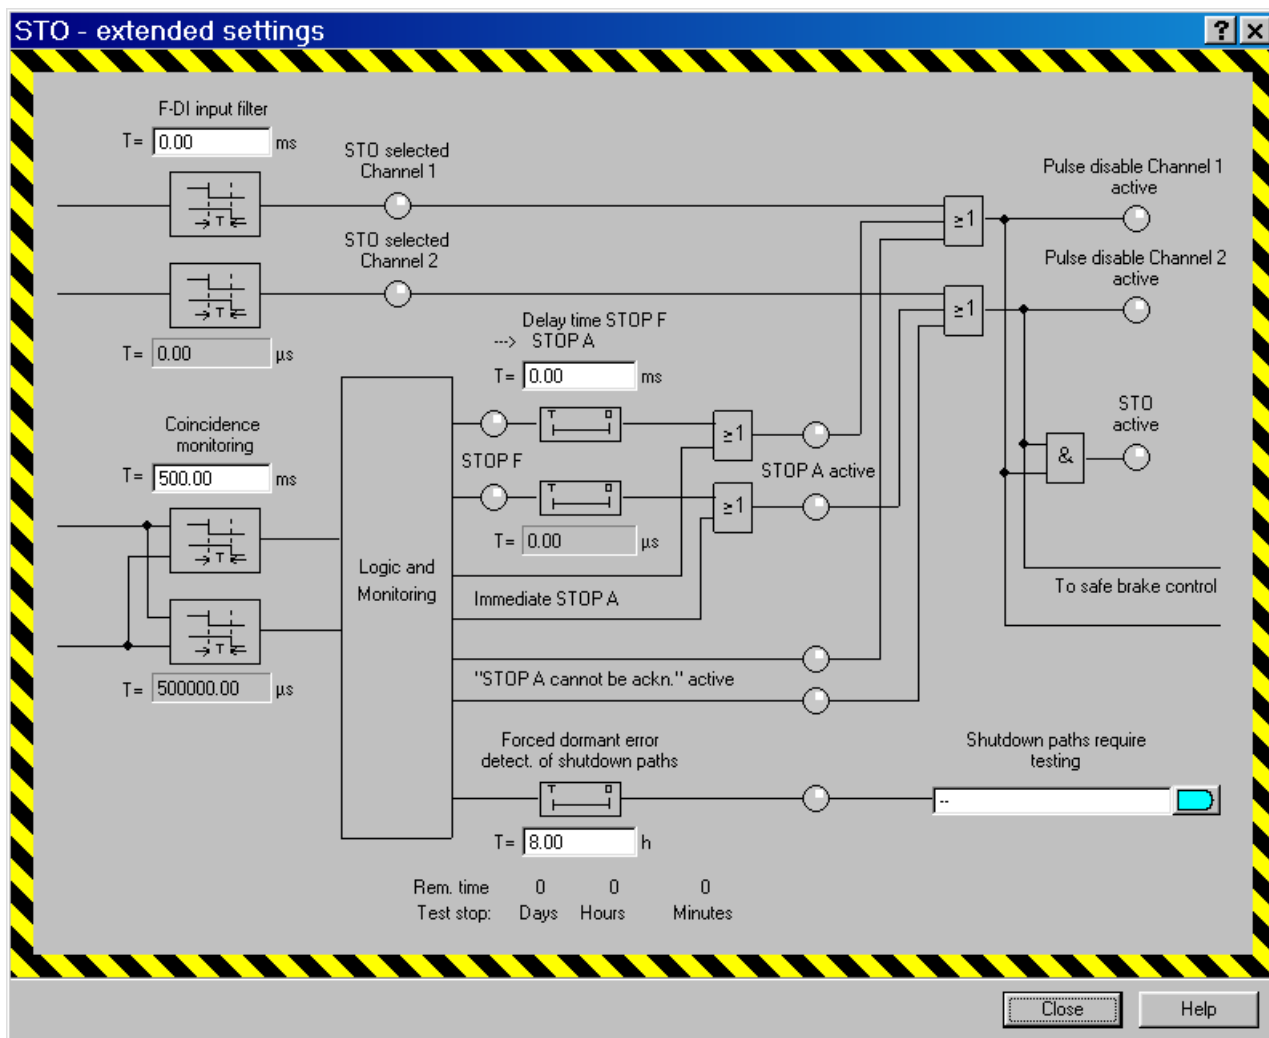 STO - extended settings
F-DI input filter
T= 0.00 ms
STO selected
Channel 1
STO selected
Channel 2
T= 0.00 µs
Pulse disable Channel 1
active
≥1
Pulse disable Channel 2
active
≥1
Delay time STOP F
---> STOP A
T= 0.00 ms
STO
active
&
Coincidence
monitoring
T= 500.00 ms
STOP F
≥1
STOP A active
≥1
T= 0.00 µs
Logic and
Monitoring
Immediate STOP A
To safe brake control
T= 500000.00 µs
"STOP A cannot be ackn." active
Forced dormant error
detect. of shutdown paths
Shutdown paths require
testing
--
T= 8.00 h
Rem. time 0 0 0
Test stop: Days Hours Minutes
Close Help